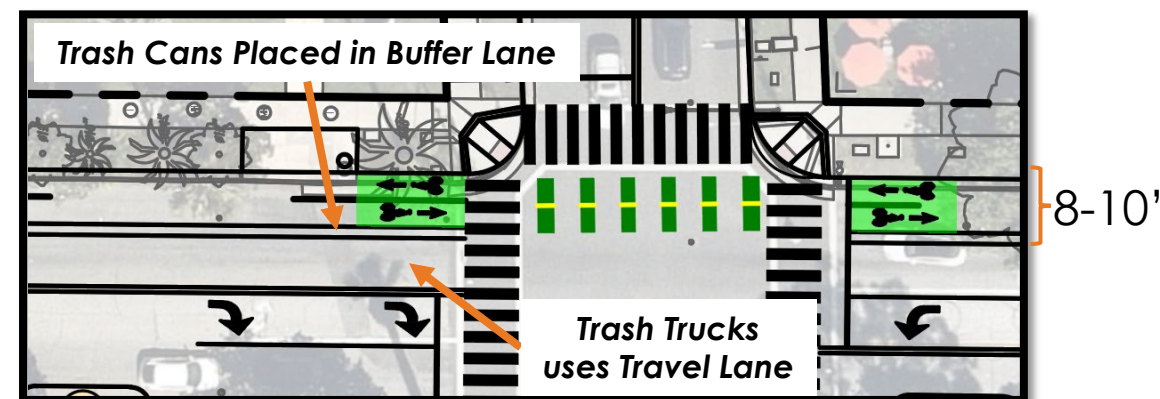 Trash Cans Placed in Buffer Lane
8-10’
Trash Trucks
uses Travel Lane